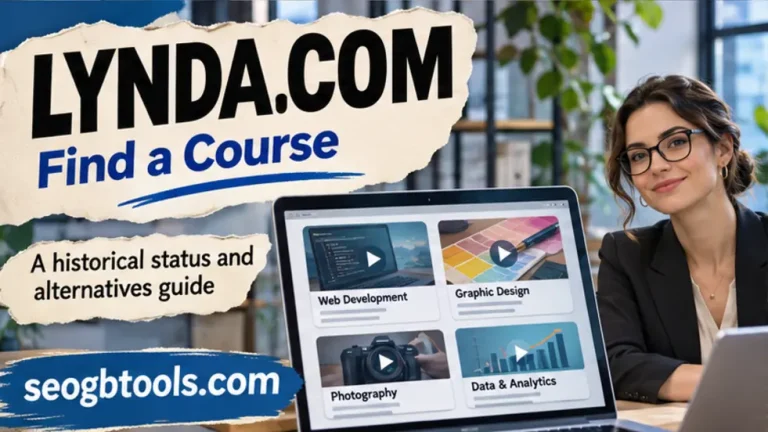 LYNDA.COM
Find a Course
A historical status and
alternatives guide
seogbtools.com
Web Development
Graphic Design
Photography
Data & Analytics